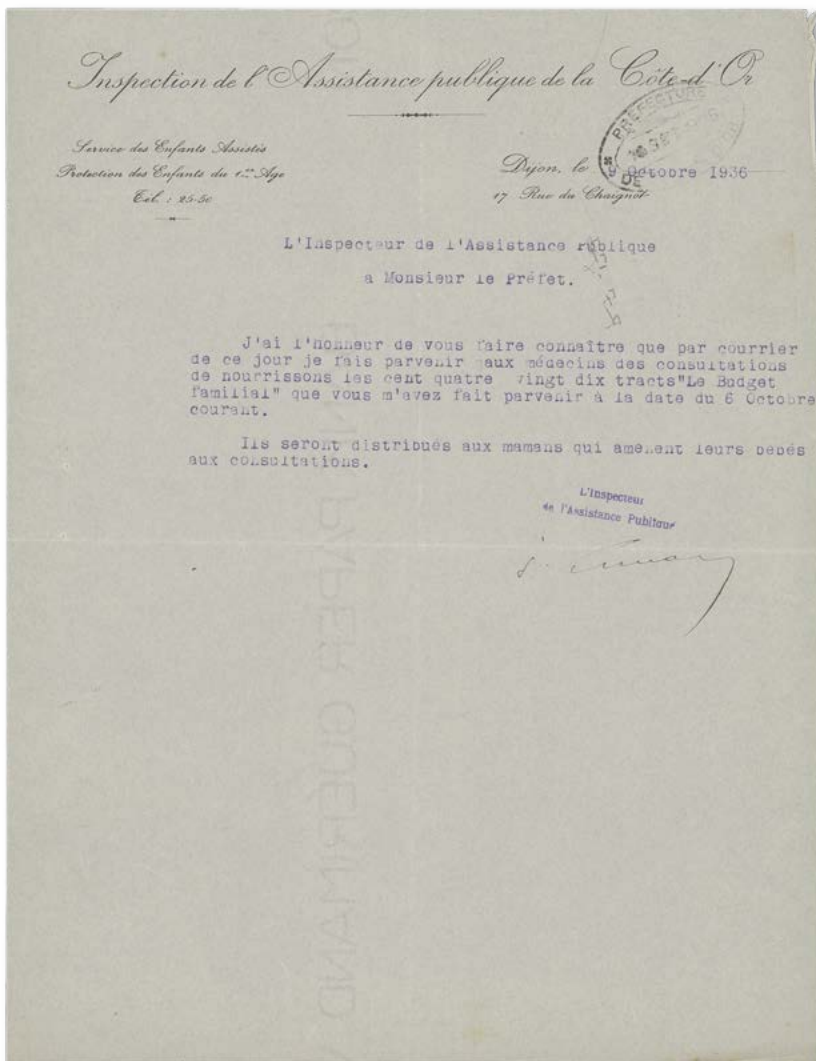 Inspection de l'Assistance publique de la Côte-d'Or
Service des Enfants Assistés
Protection des Enfants du 1er Age
Tél. : 25-50
PREFECTURE
DE
Dijon, le 9 Octobre 1936
17 Rue du Chaignot
L'Inspecteur de l'Assistance Publique
à Monsieur le Préfet.
J'ai l'honneur de vous faire connaître que par courrier
de ce jour je fais parvenir aux médecins des consultations
de nourrissons les cent quatre vingt dix tracts"Le Budget
familial" que vous m'avez fait parvenir à la date du 6 Octobre
courant.
Ils seront distribués aux mamans qui amènent leurs bébés
aux consultations.
L'Inspecteur
de l'Assistance Publique
PAPER GUÉRIMAND